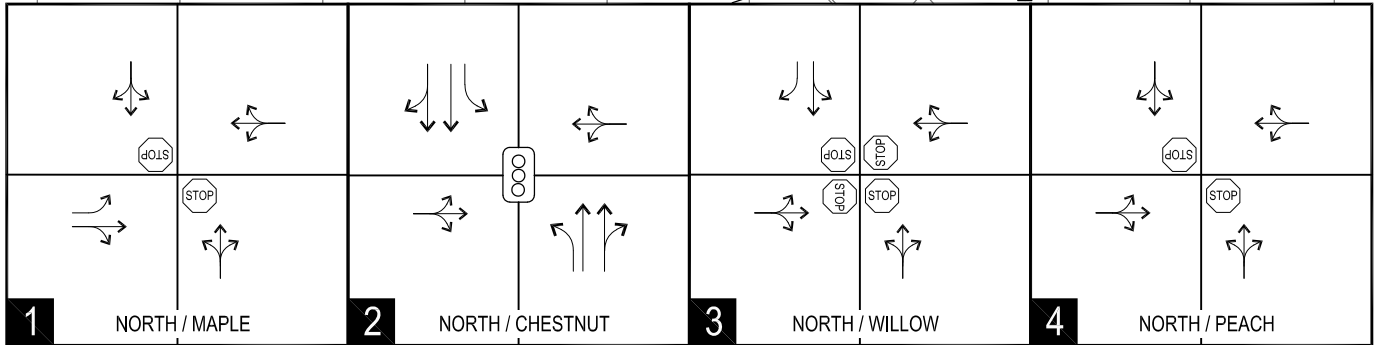 STOP
STOP
1
NORTH / MAPLE
2
NORTH / CHESTNUT
STOP
STOP
STOP
STOP
3
NORTH / WILLOW
STOP
STOP
4
NORTH / PEACH